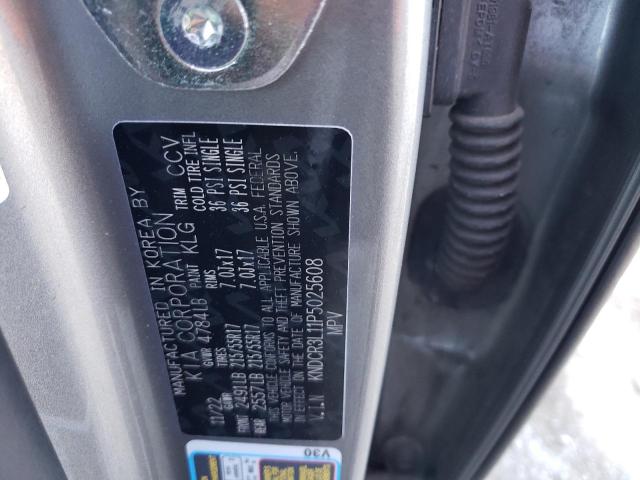 MANUFACTURED IN KOREA BY
KIA CORPORATION
11/22 GVWR 4784LB PAINT KLG TRIM CCV
GAWR TIRES RIMS COLD TIRE INFL
FRONT 2491LB 215/55R17 7.0JX17 36 PSI SINGLE
REAR 2557LB 215/55R17 7.0JX17 36 PSI SINGLE
THIS VEHICLE CONFORMS TO ALL APPLICABLE U.S.A. FEDERAL
MOTOR VEHICLE SAFETY AND THEFT PREVENTION STANDARDS
IN EFFECT ON THE DATE OF MANUFACTURE SHOWN ABOVE.
V.I.N KNDCR3L11P5025608
MPV
V30